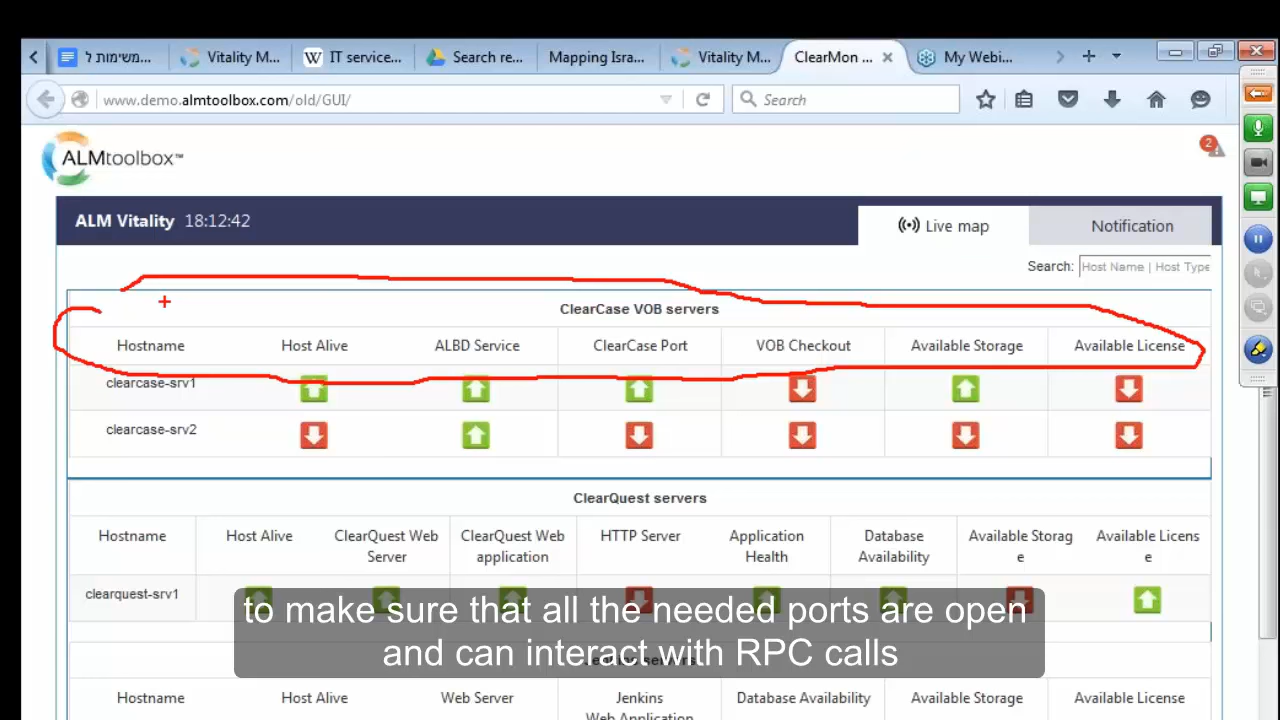 משימות ל...
Vitality M...
W IT service...
Search re...
Mapping Isra...
Vitality M...
ClearMon ...
My Webi...
www.demo.almtoolbox.com/old/GUI/
Search
ALMtoolbox™
2
ALM Vitality 18:12:42
Live map
Notification
Search: Host Name | Host Type
ClearCase VOB servers
Hostname Host Alive ALBD Service ClearCase Port VOB Checkout Available Storage Available License
clearcase-srv1
clearcase-srv2
ClearQuest servers
Hostname Host Alive ClearQuest Web Server ClearQuest Web application HTTP Server Application Health Database Availability Available Storage Available License
clearquest-srv1
to make sure that all the needed ports are open
and can interact with RPC calls
Hostname Host Alive Web Server Jenkins Web Application Database Availability Available Storage Available License